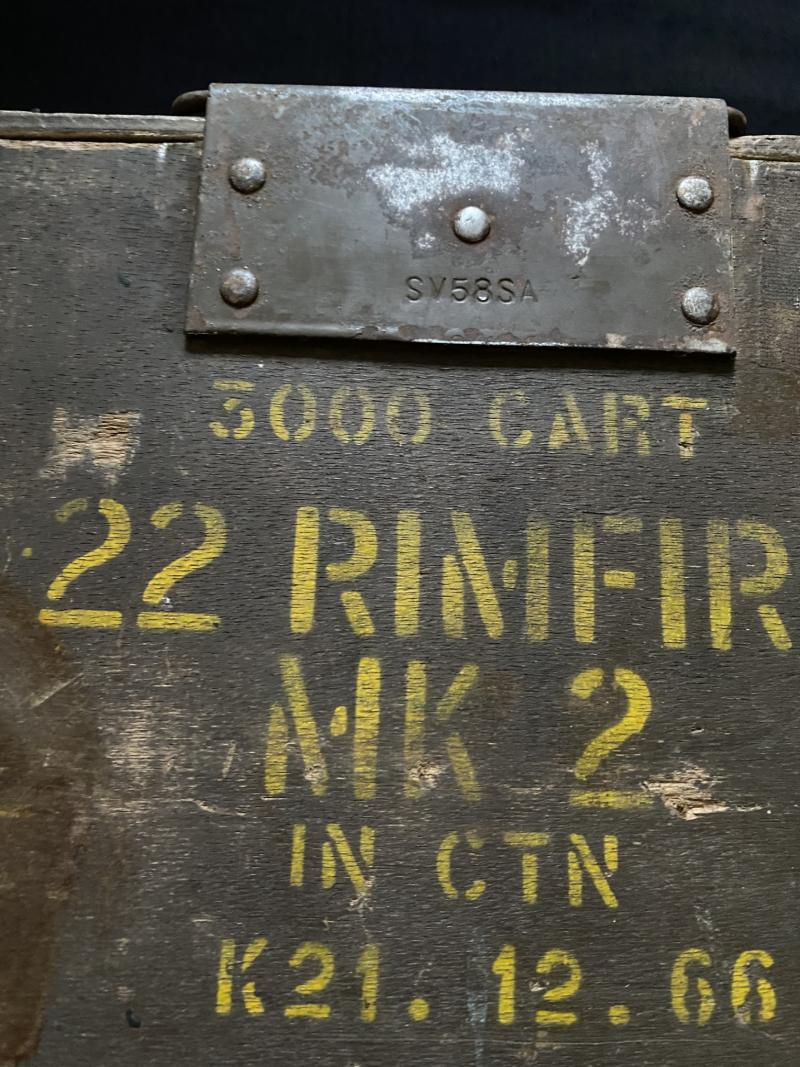 SV58SA
3000 CART
.22 RIMFIR
MK 2
IN CTN
K21.12.66